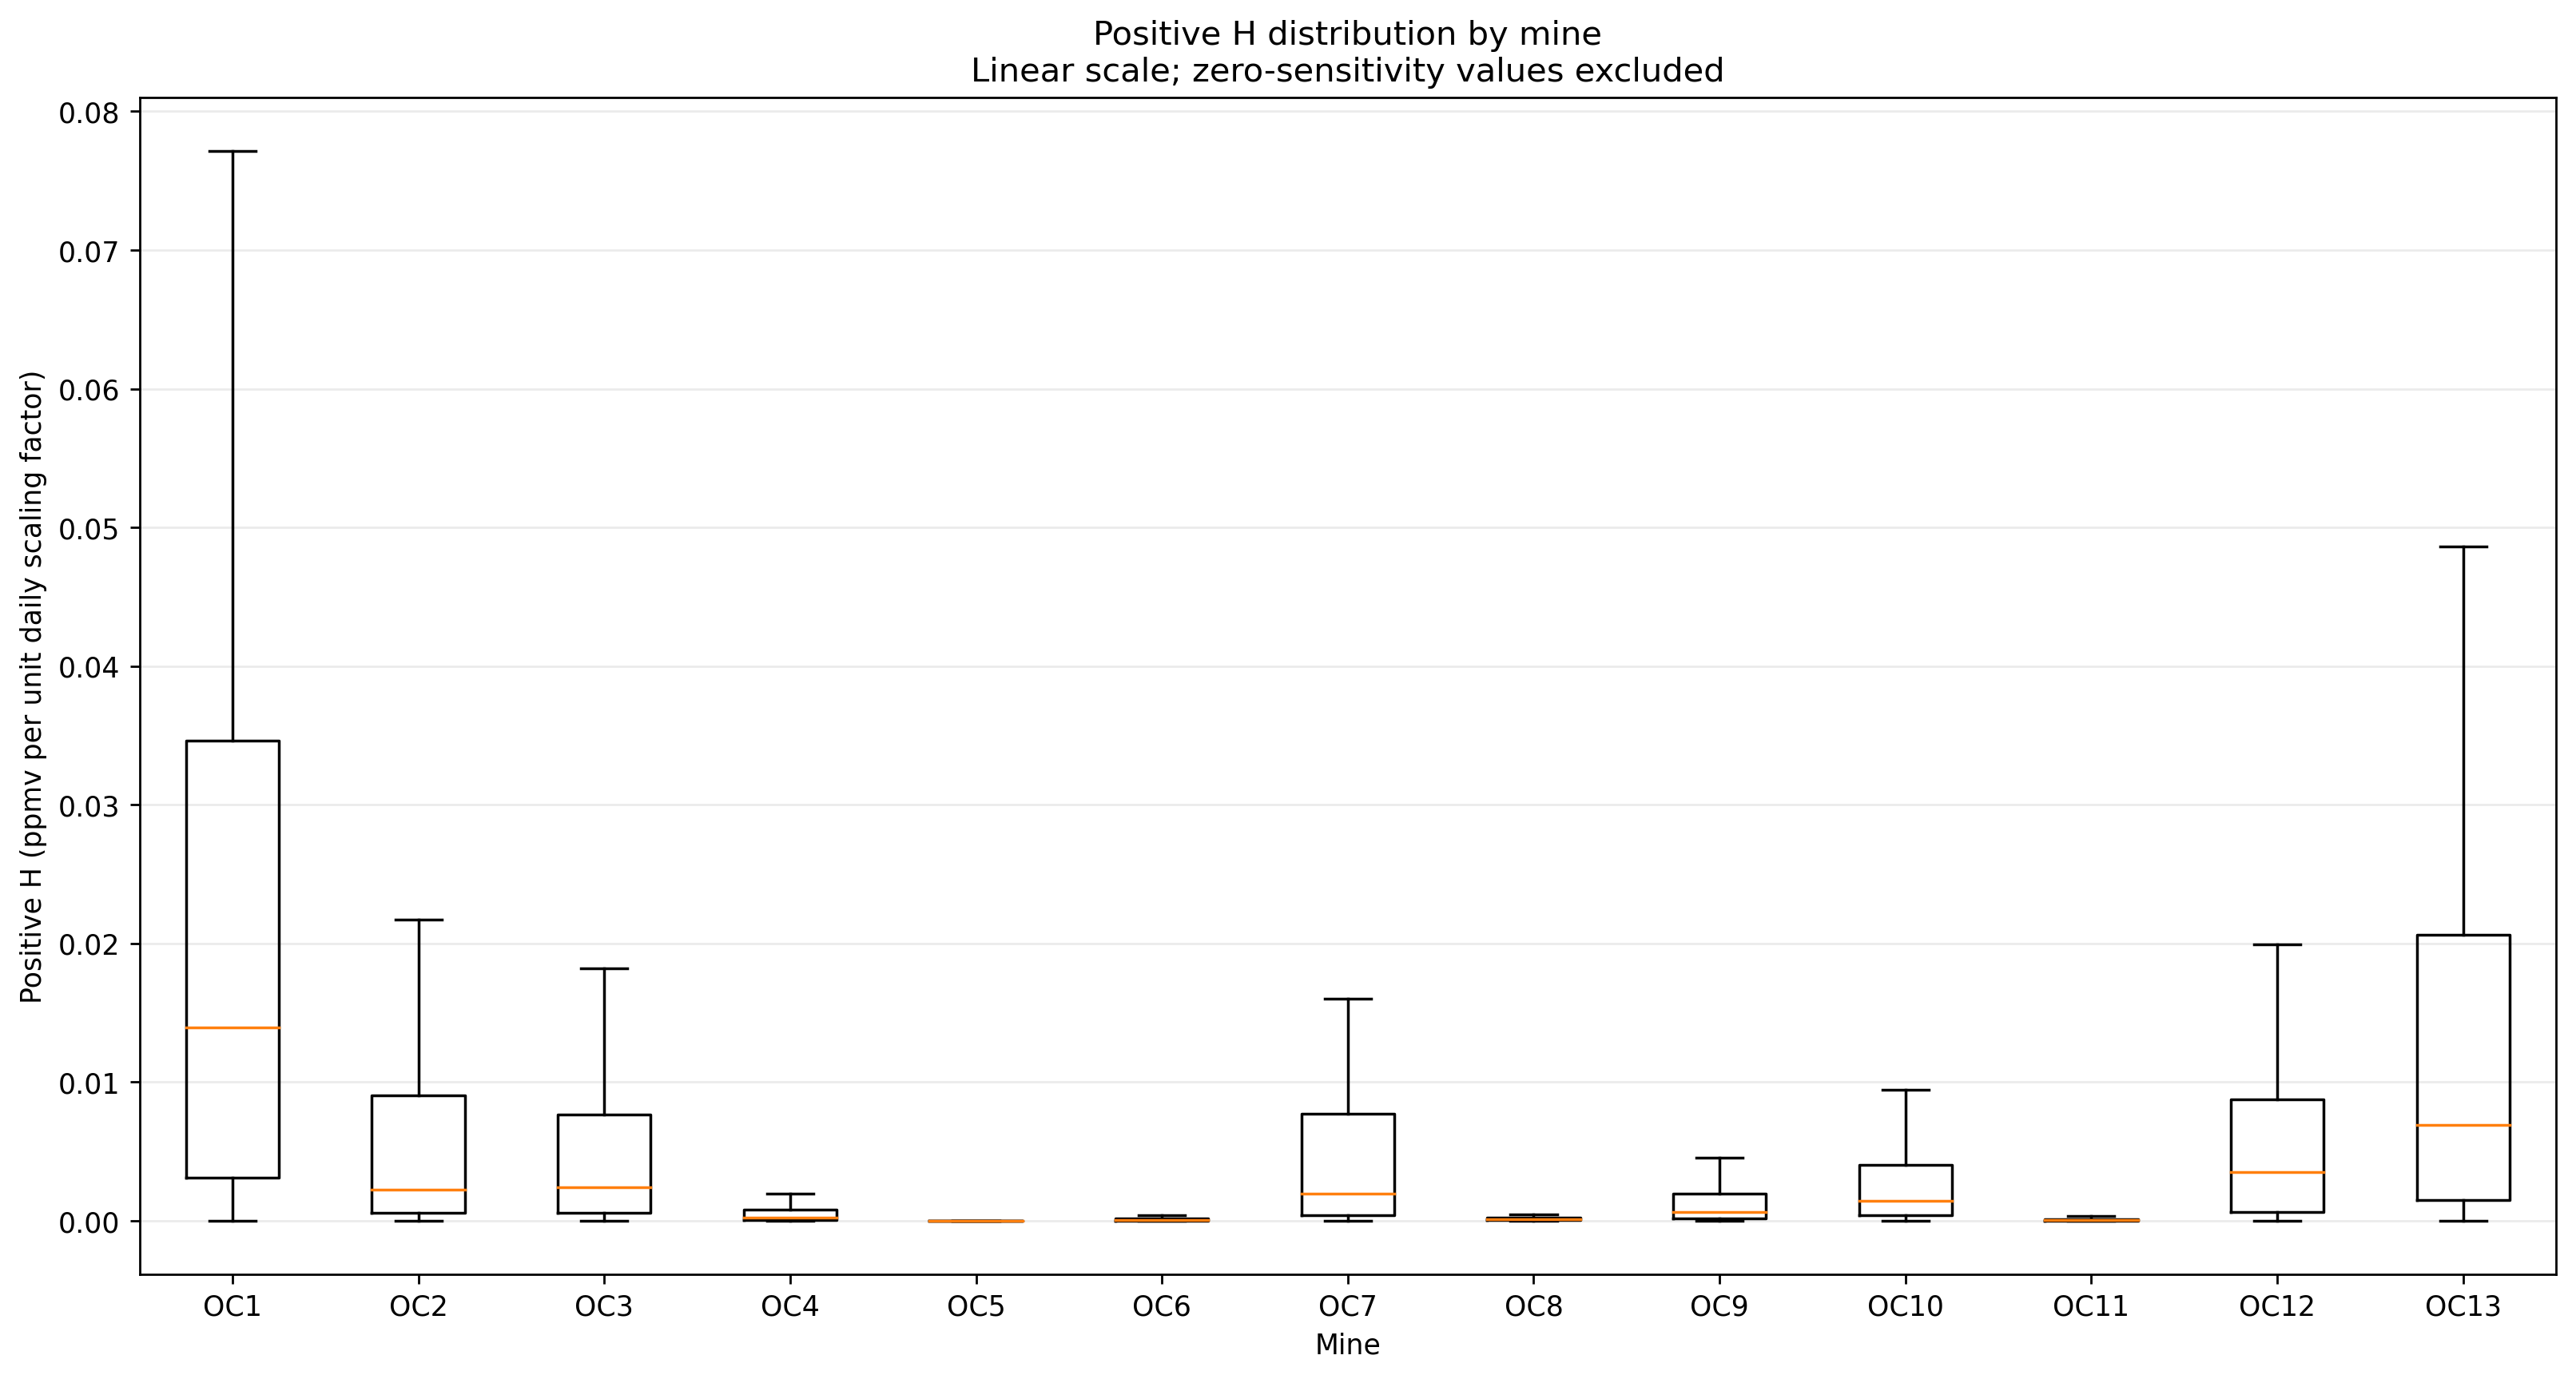 Positive H distribution by mine
Linear scale; zero-sensitivity values excluded
Positive H (ppmv per unit daily scaling factor)
0.08
0.07
0.06
0.05
0.04
0.03
0.02
0.01
0.00
OC1 OC2 OC3 OC4 OC5 OC6 OC7 OC8 OC9 OC10 OC11 OC12 OC13
Mine